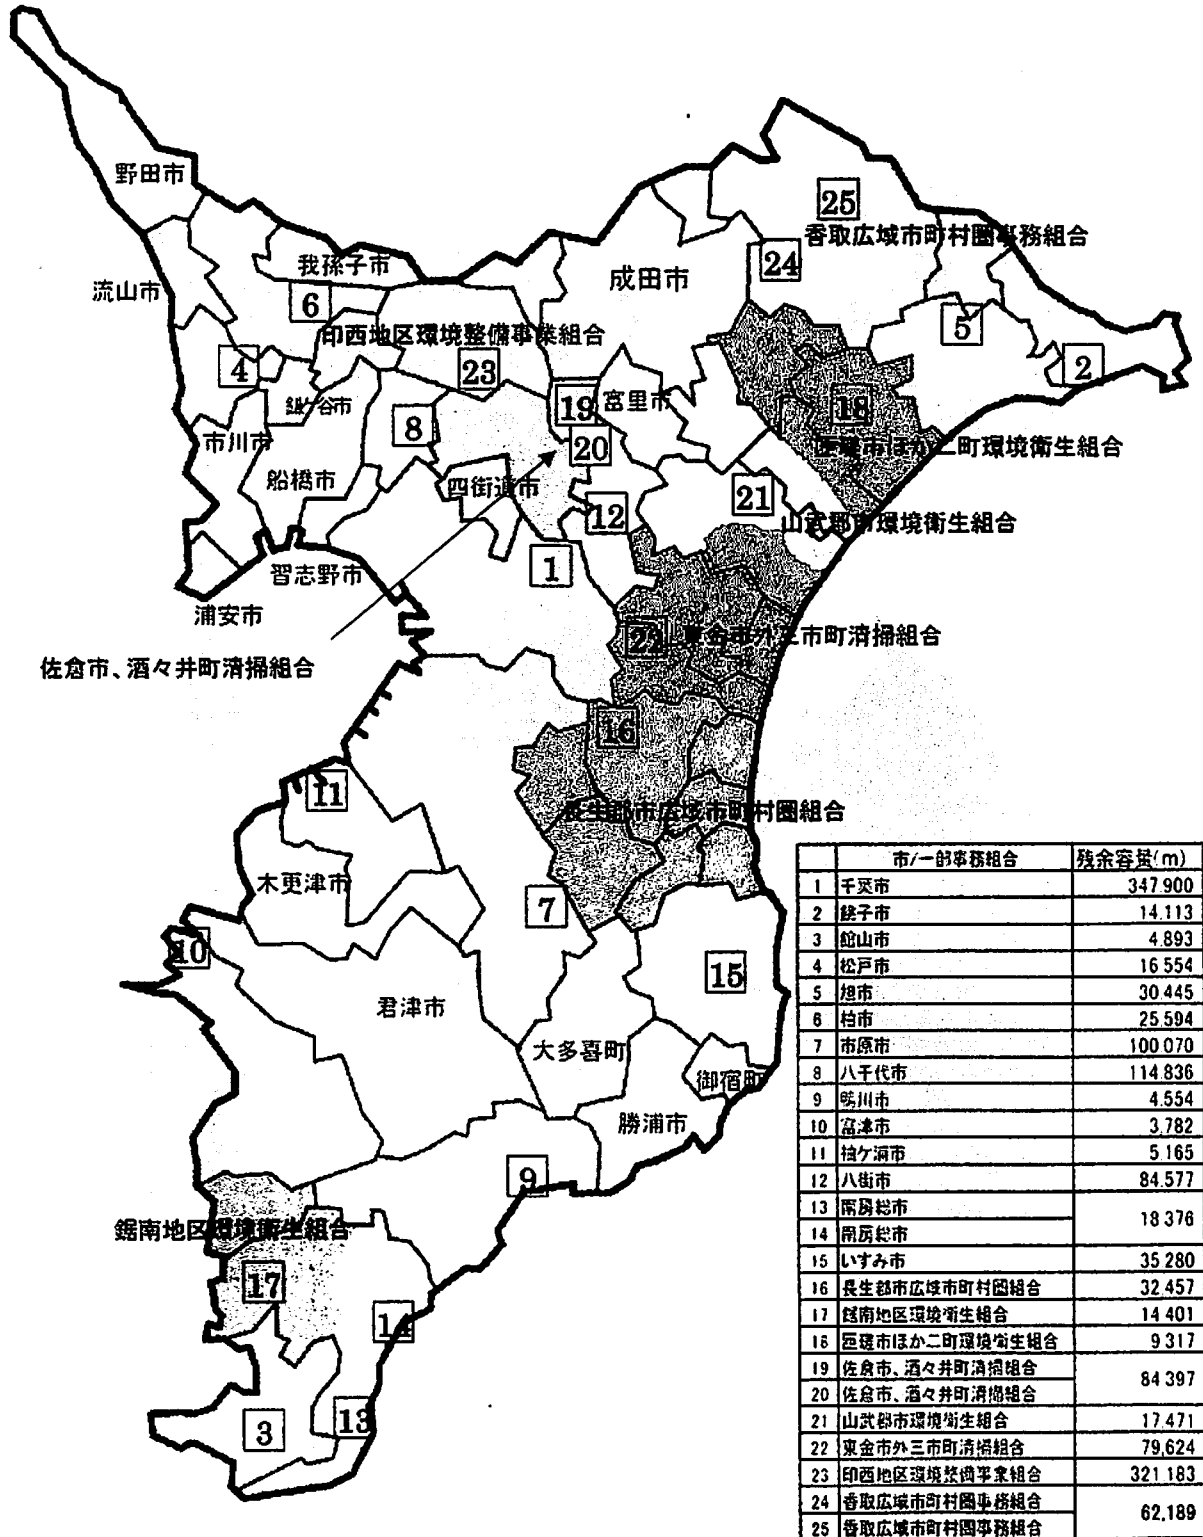 野田市
25
香取広域市町村圏事務組合
我孫子市
成田市
24
流山市
6
5
印西地区環境整備事業組合
4
23
2
鎌ヶ谷市
19
富里市
18
8
市川市
20
匝瑳市ほか二町環境衛生組合
船橋市
四街道市
21
12
山武郡市環境衛生組合
習志野市
1
浦安市
22
東金市外三市町清掃組合
佐倉市、酒々井町清掃組合
16
11
長生郡市広域市町村圏組合
木更津市
7
10
15
君津市
大多喜町
御宿町
勝浦市
9
鋸南地区環境衛生組合
17
14
13
3
市/一部事務組合 残余容量(m)
1 千葉市 347 900
2 銚子市 14.113
3 館山市 4.893
4 松戸市 16 554
5 旭市 30.445
6 柏市 25.594
7 市原市 100 070
8 八千代市 114.836
9 鴨川市 4.554
10 富津市 3,782
11 袖ケ浦市 5 165
12 八街市 84.577
13 南房総市 18 376
14 南房総市
15 いすみ市 35 280
16 長生郡市広域市町村圏組合 32.457
17 鋸南地区環境衛生組合 14 401
18 匝瑳市ほか二町環境衛生組合 9 317
19 佐倉市、酒々井町清掃組合 84 397
20 佐倉市、酒々井町清掃組合
21 山武郡市環境衛生組合 17.471
22 東金市外三市町清掃組合 79,624
23 印西地区環境整備事業組合 321 183
24 香取広域市町村圏事務組合 62,189
25 香取広域市町村圏事務組合